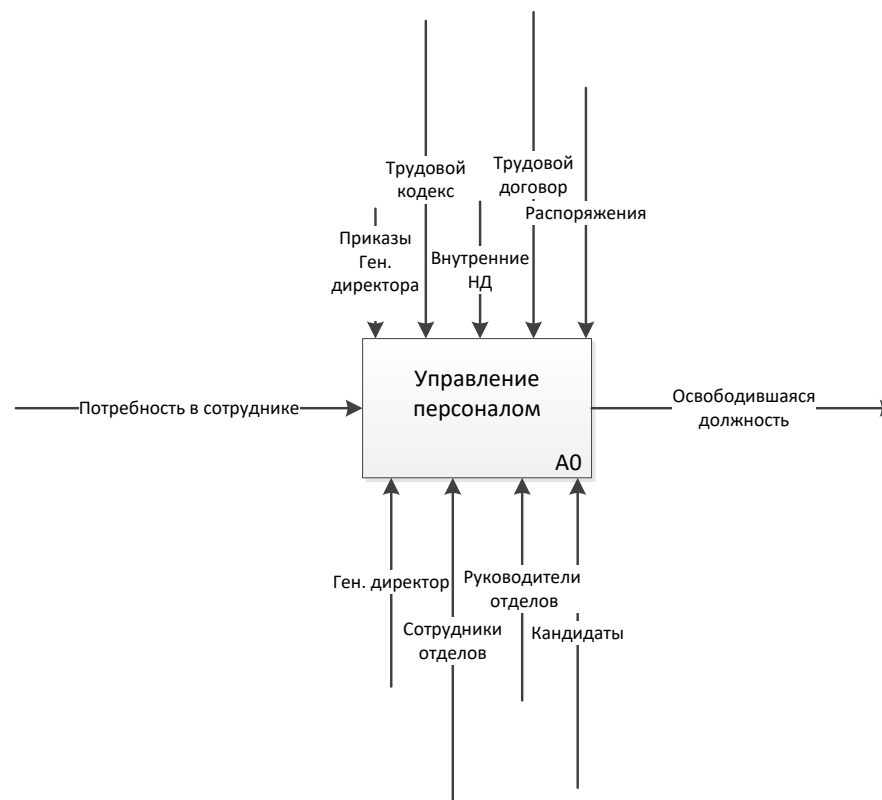 Трудовой
кодекс
Трудовой
договор
Распоряжения
Приказы
Ген.
директора
Внутренние
НД
Управление
персоналом
A0
Потребность в сотруднике
Освободившаяся
должность
Ген. директор
Сотрудники
отделов
Руководители
отделов
Кандидаты